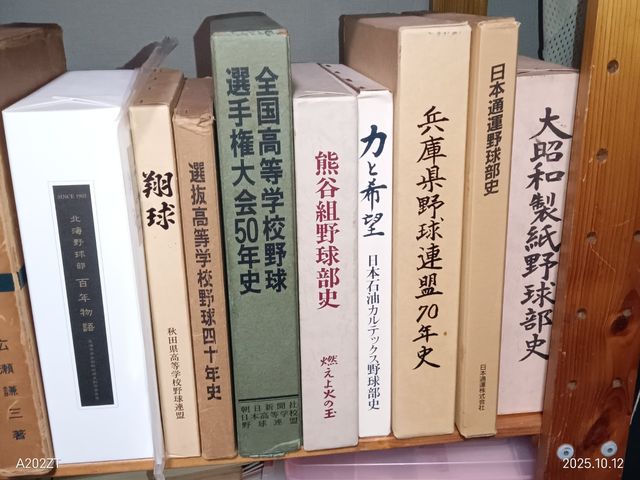 広瀬謙三著
SINCE 1901
北海野球部 百年物語
翔球
秋田県高等学校野球連盟
選抜高等学校野球四十年史
全国高等学校野球
選手権大会50年史
朝日新聞社
日本高等学校
野球連盟
熊谷組野球部史
燃えよ火の玉
力と希望
日本石油カルテックス野球部史
兵庫県野球連盟70年史
日本通運野球部史
日本通運株式会社
大昭和製紙野球部史
A202ZT
2025.10.12